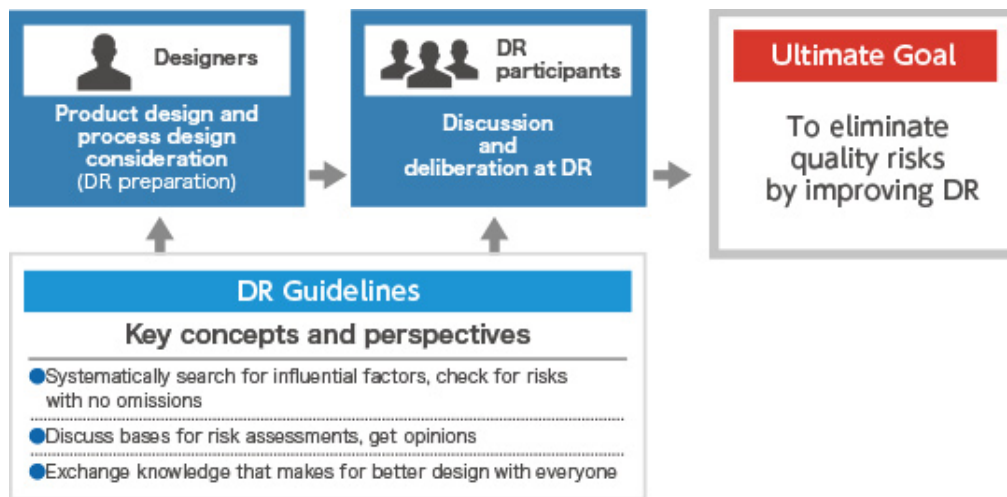 Designers
Product design and
process design
consideration
(DR preparation)
DR
participants
Discussion
and
deliberation at DR
Ultimate Goal
To eliminate
quality risks
by improving DR
DR Guidelines
Key concepts and perspectives
●Systematically search for influential factors, check for risks
with no omissions
●Discuss bases for risk assessments, get opinions
●Exchange knowledge that makes for better design with everyone